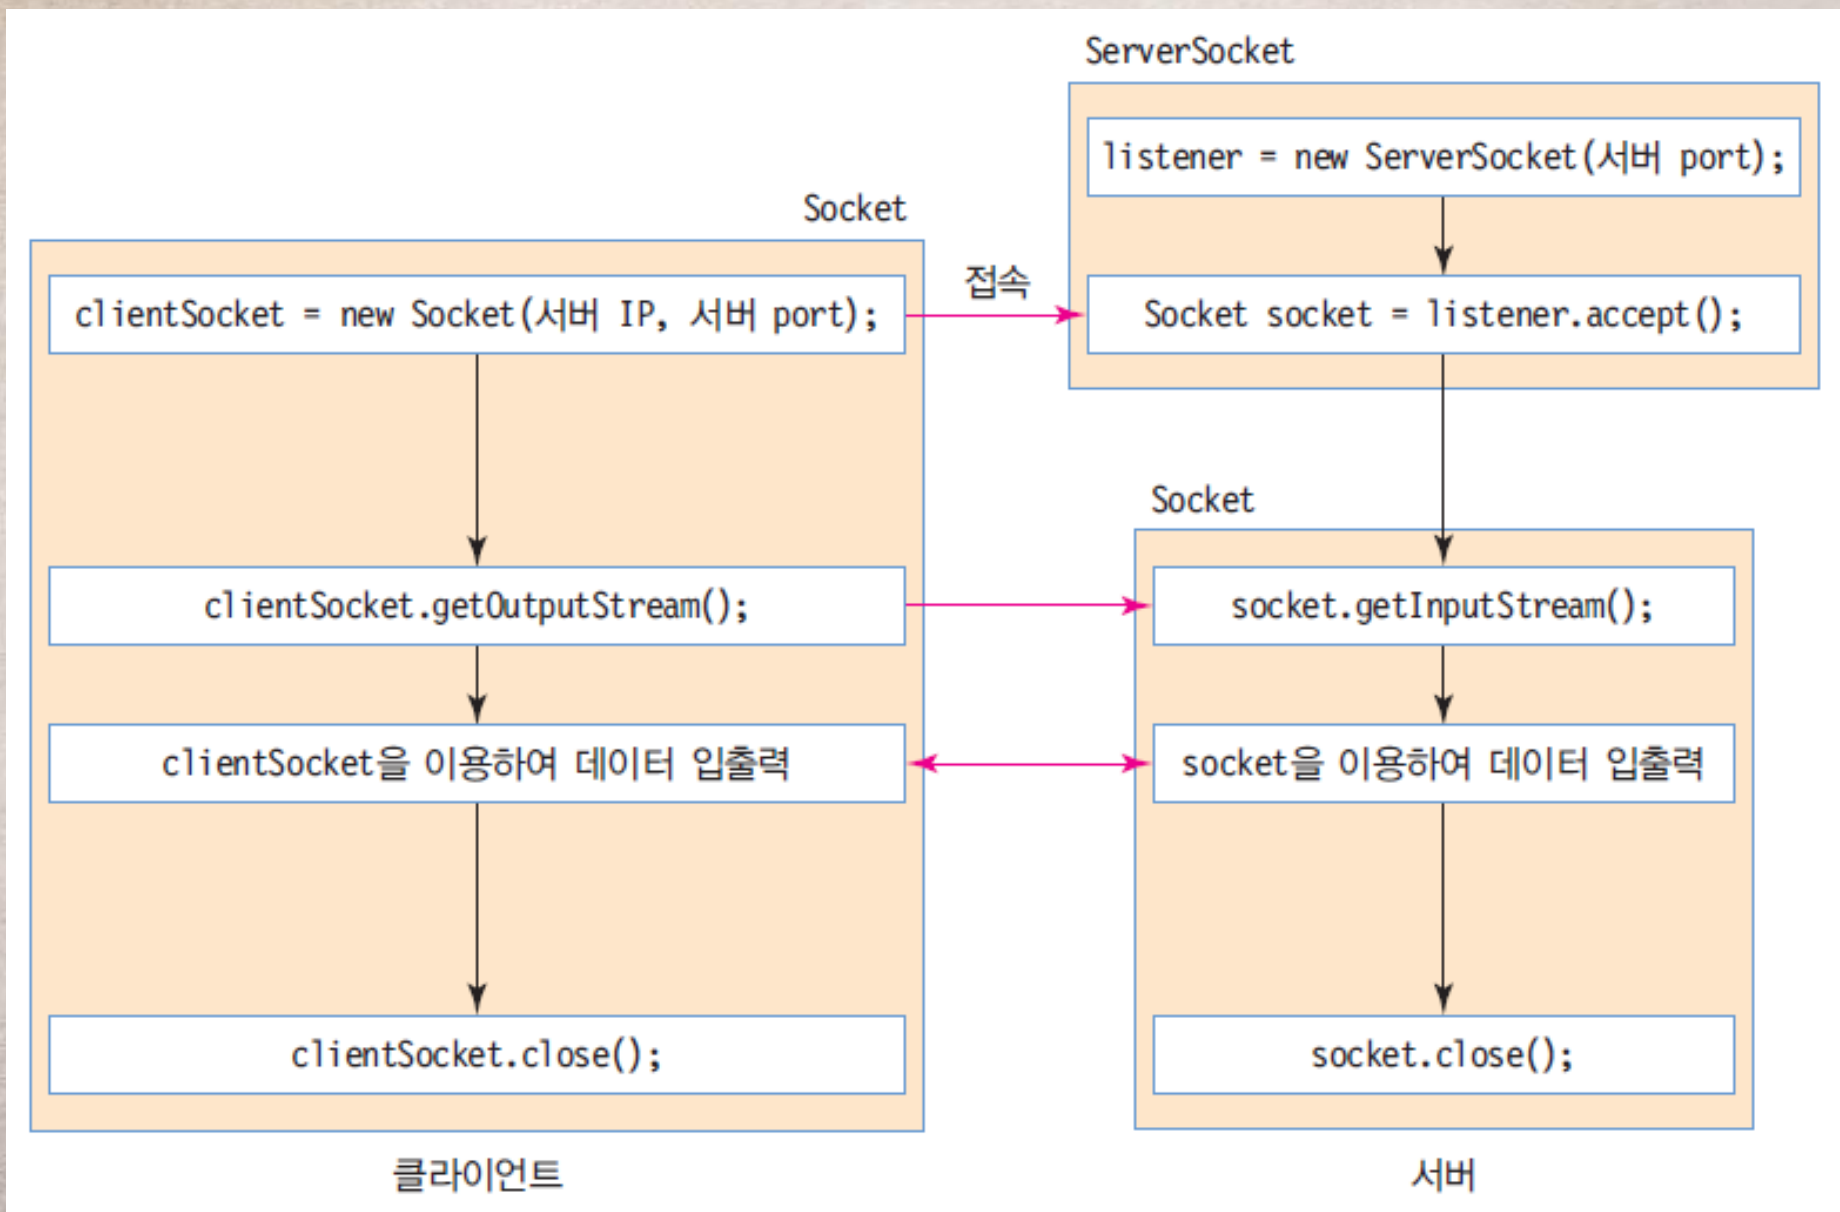 ServerSocket
listener = new ServerSocket(서버 port);
Socket
clientSocket = new Socket(서버 IP, 서버 port);
접속
Socket socket = listener.accept();
Socket
clientSocket.getOutputStream();
socket.getInputStream();
clientSocket을 이용하여 데이터 입출력
socket을 이용하여 데이터 입출력
clientSocket.close();
socket.close();
클라이언트
서버